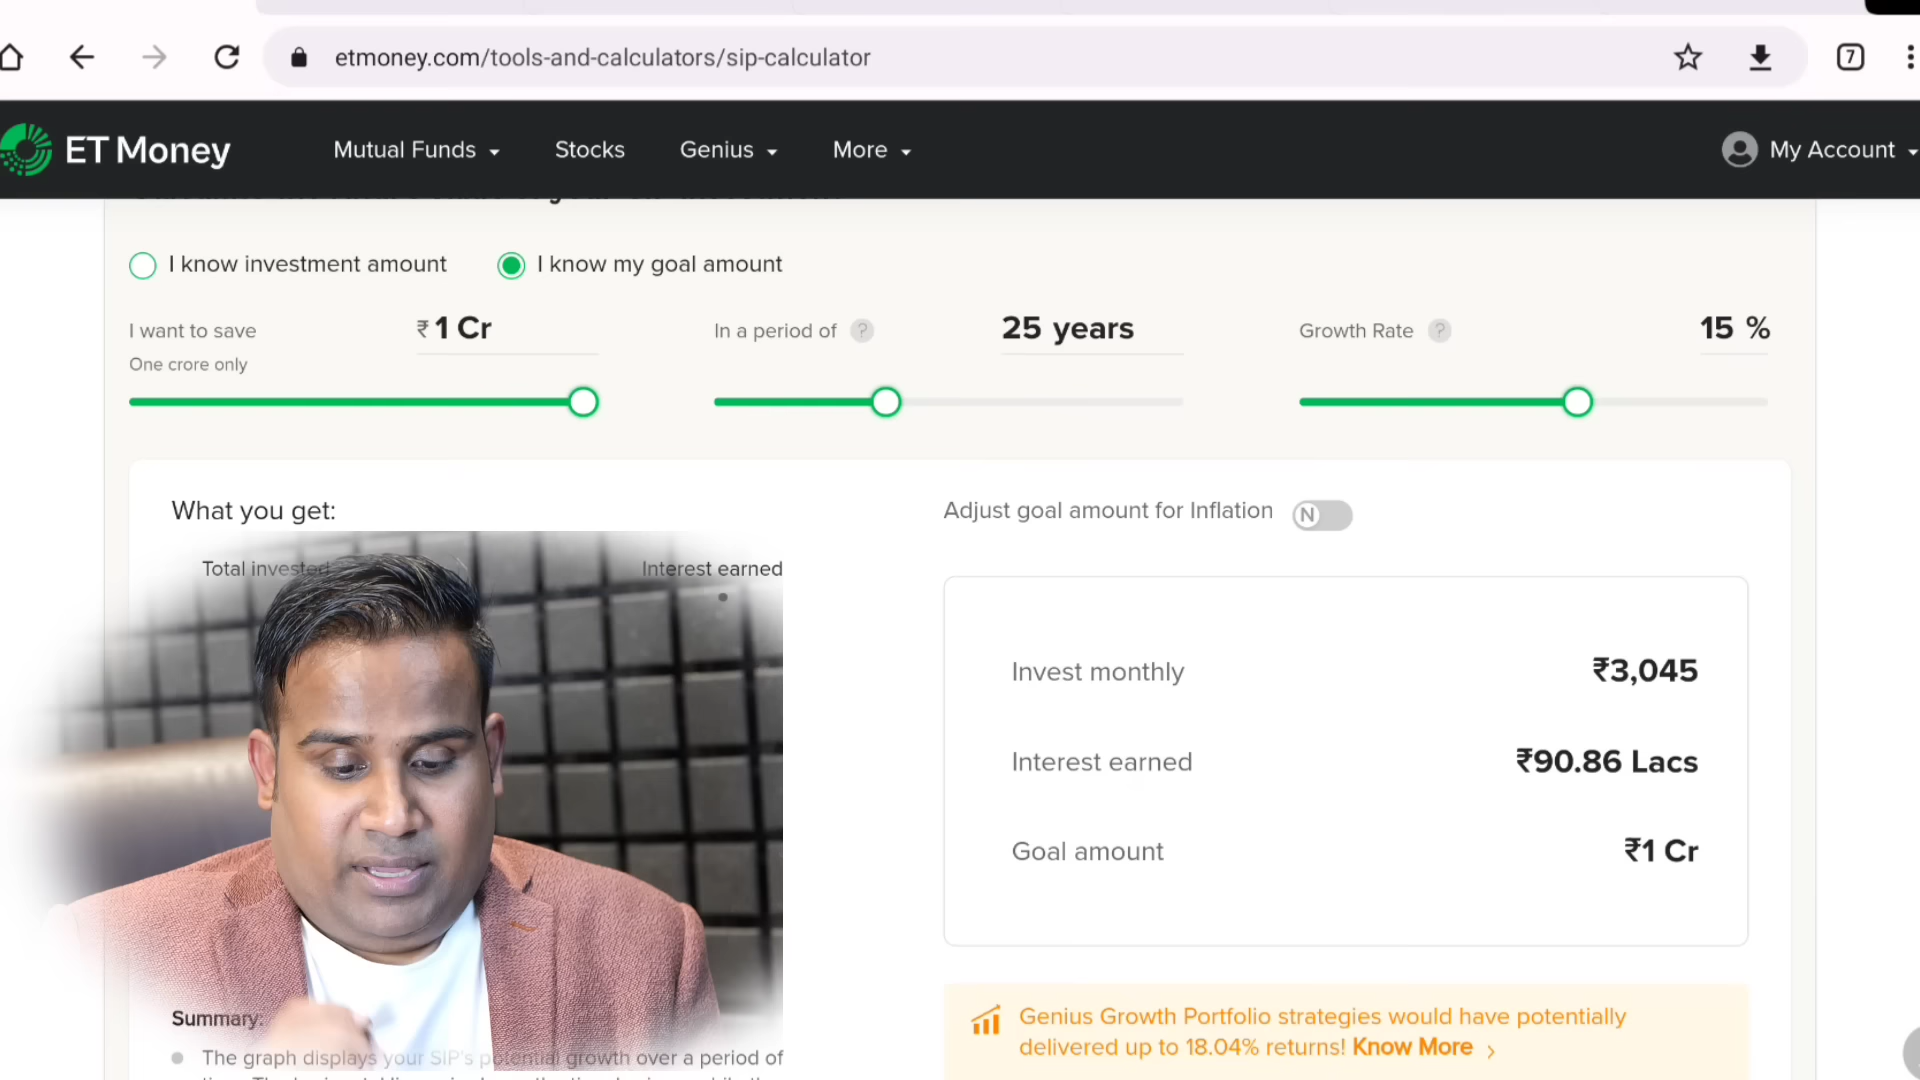 etmoney.com/tools-and-calculators/sip-calculator
7
ET Money
Mutual Funds
Stocks
Genius
More
My Account
I know investment amount
I know my goal amount
I want to save
₹ 1 Cr
One crore only
In a period of ?
25 years
Growth Rate ?
15 %
What you get:
Adjust goal amount for Inflation N
Total invested
Interest earned
Invest monthly
₹3,045
Interest earned
₹90.86 Lacs
Goal amount
₹1 Cr
Summary:
The graph displays your SIP's potential growth over a period of
Genius Growth Portfolio strategies would have potentially
delivered up to 18.04% returns! Know More >